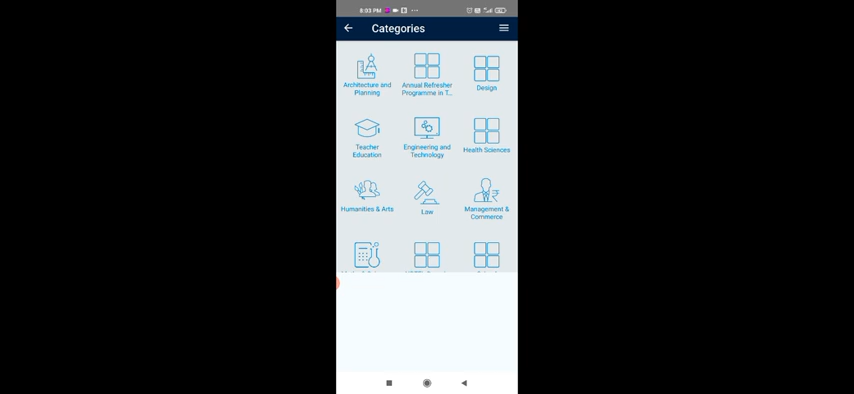 8:03 PM
Categories
Architecture and
Planning
Annual Refresher
Programme in T...
Design
Teacher
Education
Engineering and
Technology
Health Sciences
Humanities & Arts
Low
Management &
Commerce